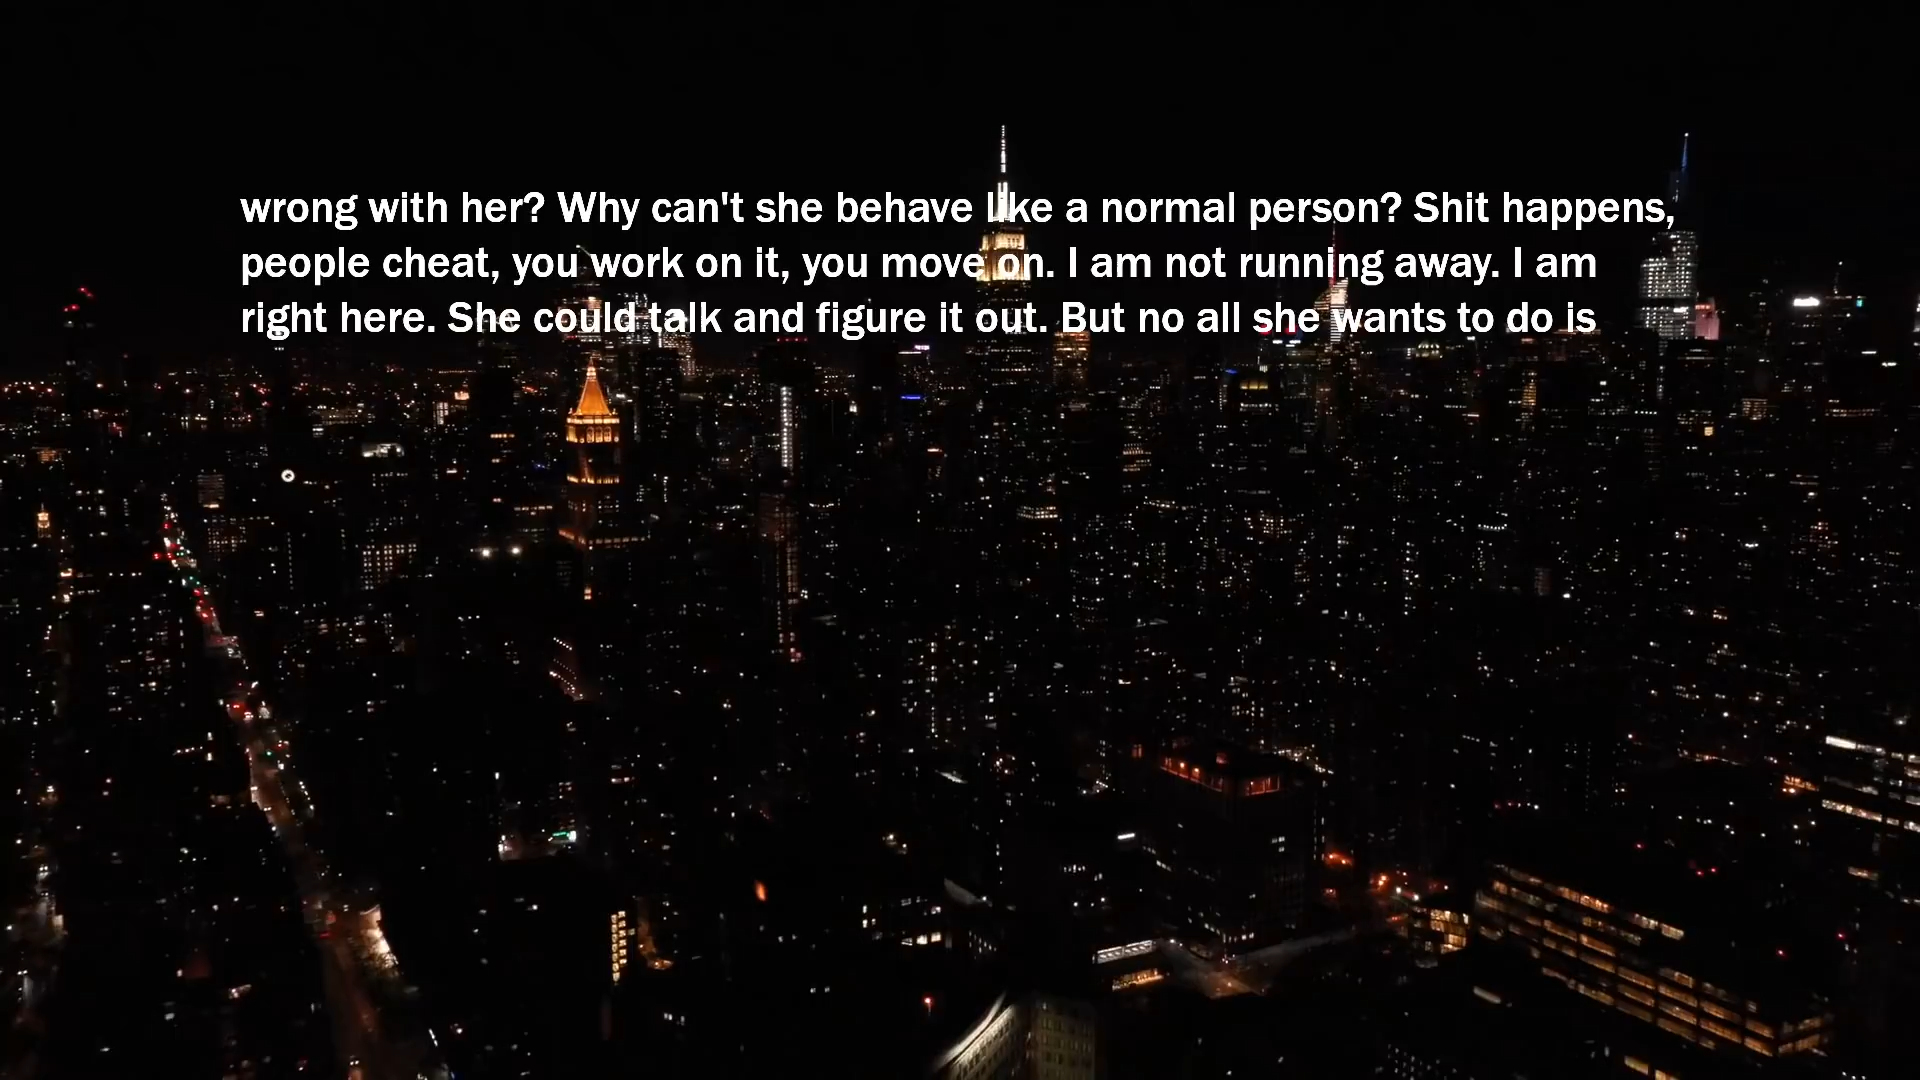 wrong with her? Why can't she behave like a normal person? Shit happens,
people cheat, you work on it, you move on. I am not running away. I am
right here. She could talk and figure it out. But no all she wants to do is